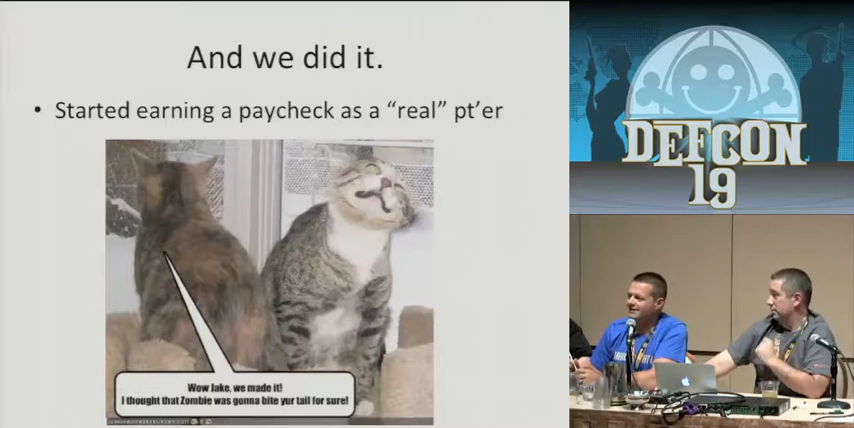 And we did it.
• Started earning a paycheck as a “real” pt’er
Wow Jake, we made it!
I thought that Zombie was gonna bite yur tail for sure!
DEFCON
19